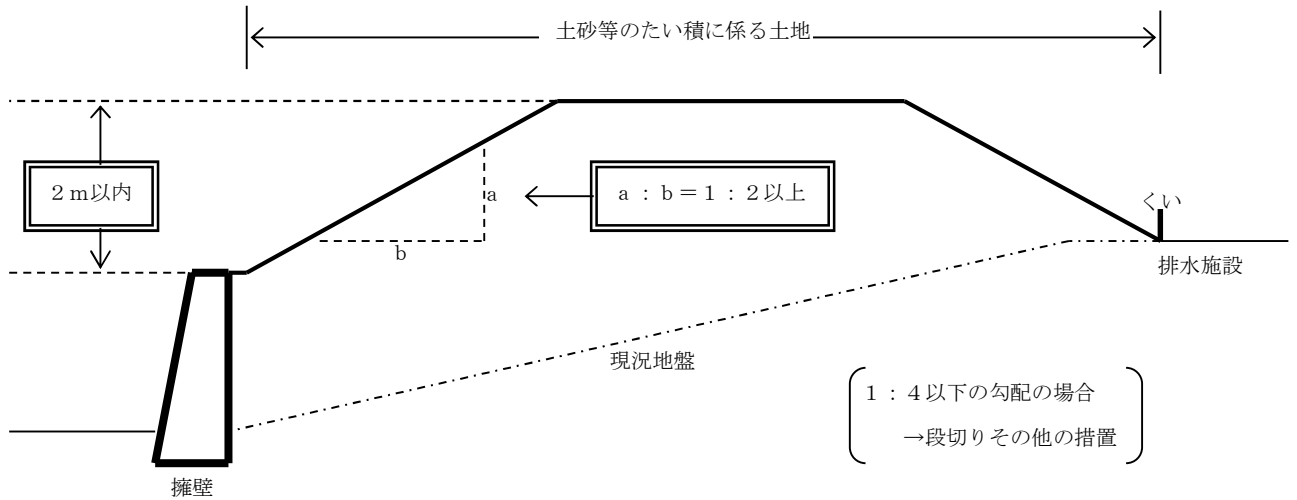 土砂等のたい積に係る土地
2m以内
a
a:b=1:2以上
b
くい
排水施設
現況地盤
1:4以下の勾配の場合
→段切りその他の措置
擁壁